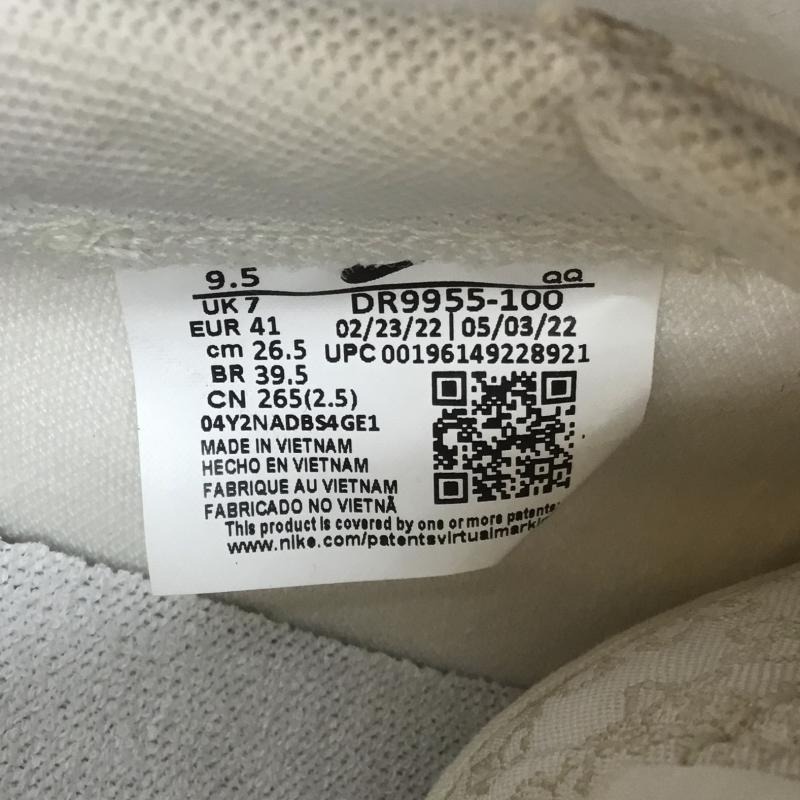 9.5 QQ
UK 7 DR9955-100
EUR 41 02/23/22 | 05/03/22
cm 26.5 UPC 00196149228921
BR 39.5
CN 265(2.5)
04Y2NADBS4GE1
MADE IN VIETNAM
HECHO EN VIETNAM
FABRIQUE AU VIETNAM
FABRICADO NO VIETNÃ
This product is covered by one or more patents
www.nike.com/patentsvirtualmarki